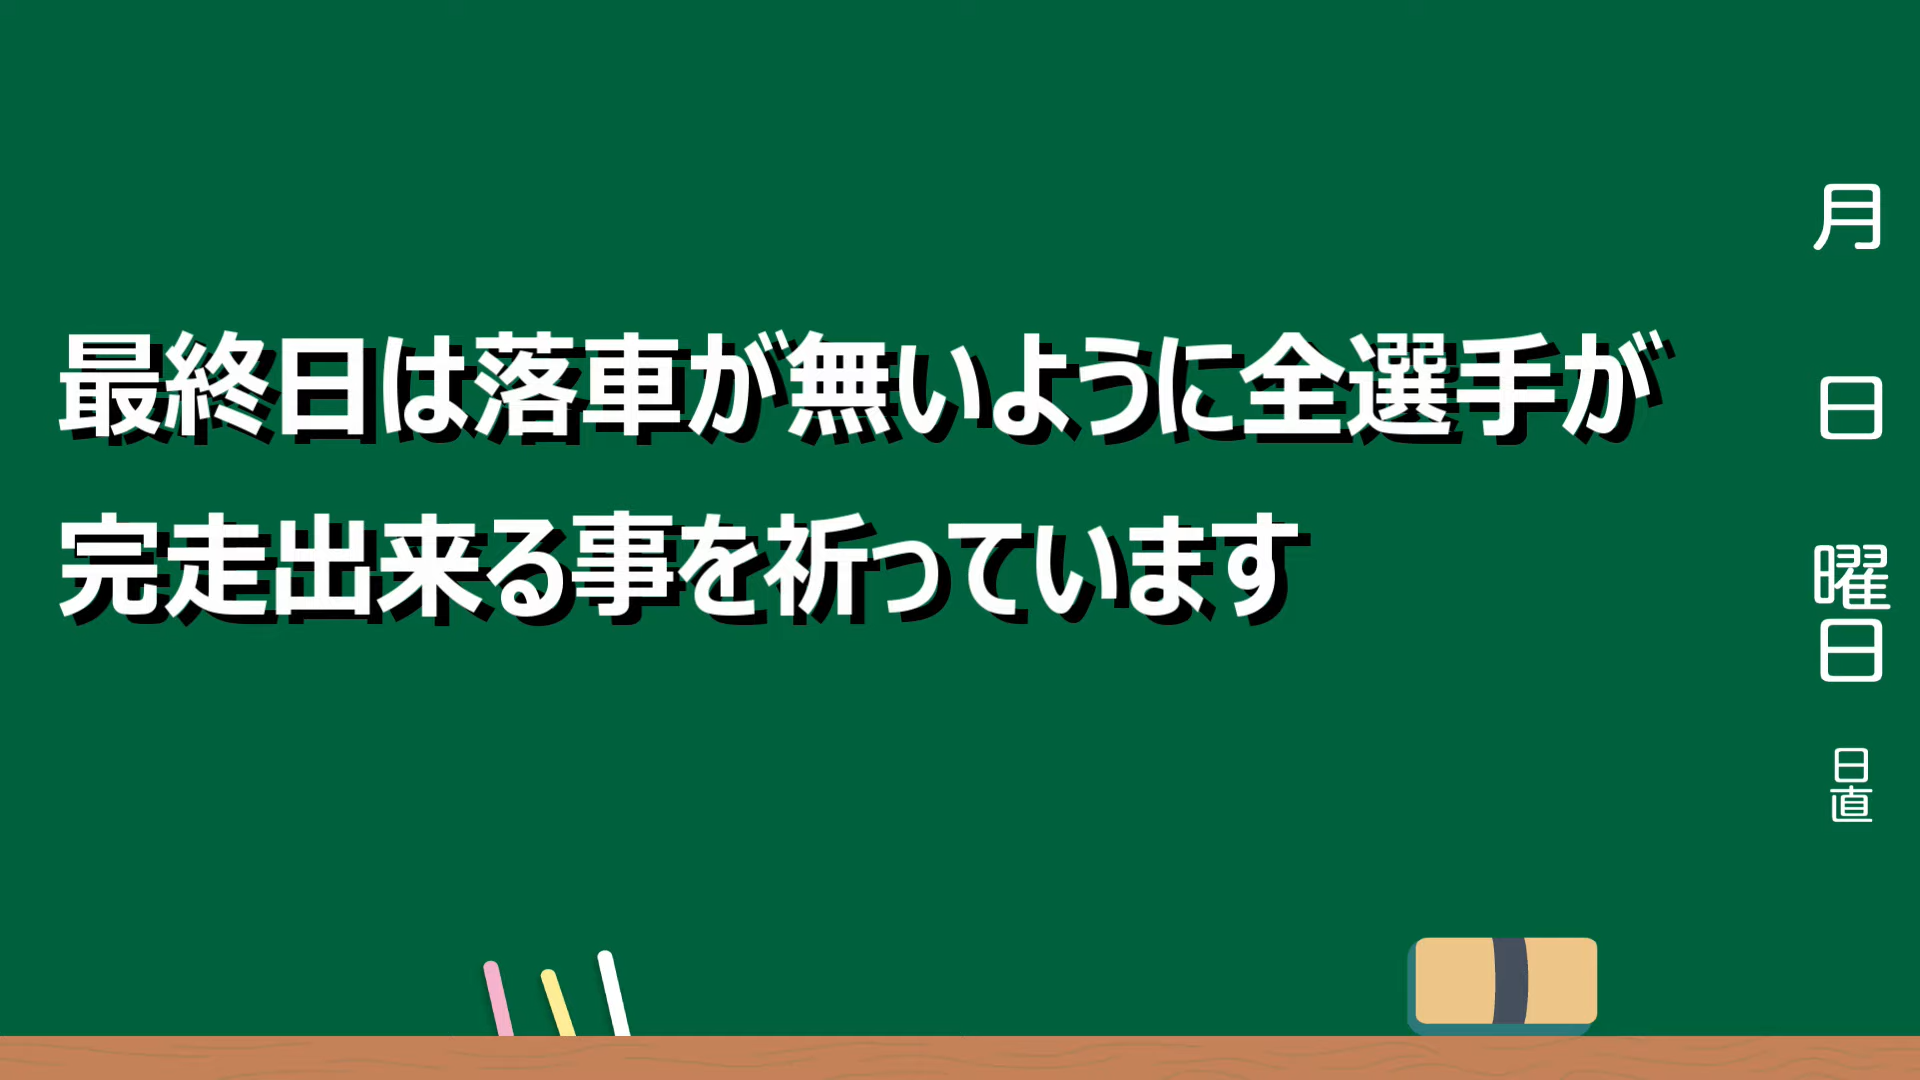 最終日は落車が無いように全選手が
完走出来る事を祈っています
月
日
曜日
日直